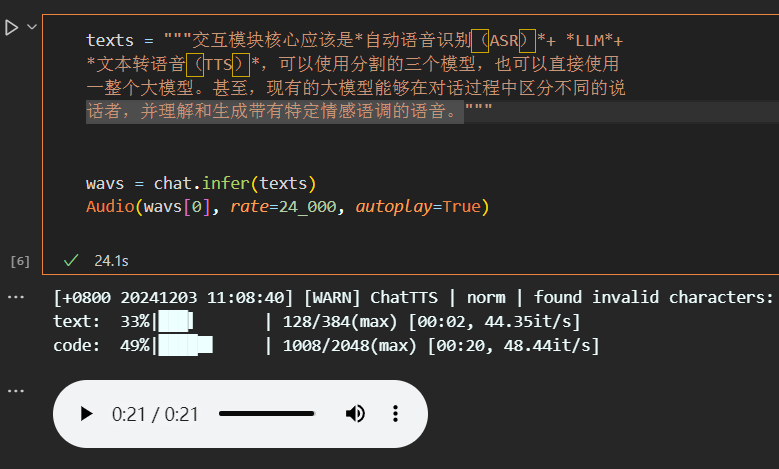 texts = """交互模块核心应该是*自动语音识别（ASR）*+ *LLM*+
*文本转语音（TTS）*，可以使用分割的三个模型，也可以直接使用
一整个大模型。甚至，现有的大模型能够在对话过程中区分不同的说
话者，并理解和生成带有特定情感语调的语音。"""
wavs = chat.infer(texts)
Audio(wavs[0], rate=24_000, autoplay=True)
[6]
24.1s
[+0800 20241203 11:08:40] [WARN] ChatTTS | norm | found invalid characters:
text: 33%| | 128/384(max) [00:02, 44.35it/s]
code: 49%| | 1008/2048(max) [00:20, 48.44it/s]
0:21 / 0:21